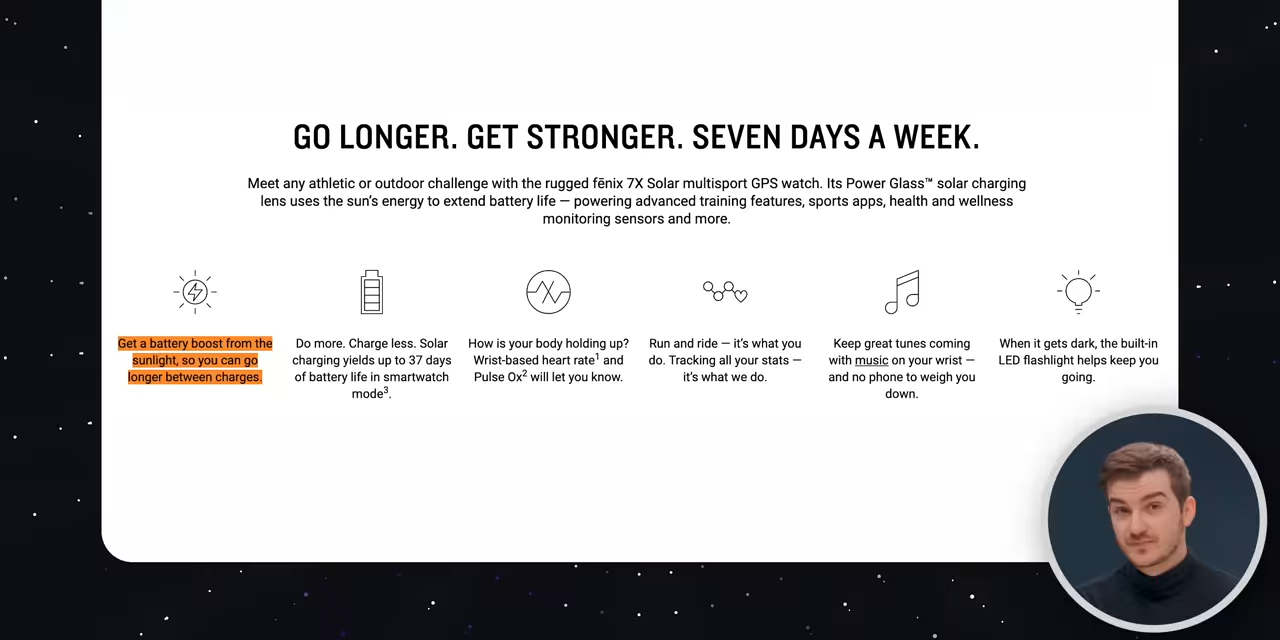 GO LONGER. GET STRONGER. SEVEN DAYS A WEEK.
Meet any athletic or outdoor challenge with the rugged fēnix 7X Solar multisport GPS watch. Its Power Glass™ solar charging
lens uses the sun's energy to extend battery life — powering advanced training features, sports apps, health and wellness
monitoring sensors and more.
Get a battery boost from the
sunlight, so you can go
longer between charges.
Do more. Charge less. Solar
charging yields up to 37 days
of battery life in smartwatch
mode³.
How is your body holding up?
Wrist-based heart rate¹ and
Pulse Ox² will let you know.
Run and ride — it's what you
do. Tracking all your stats —
it's what we do.
Keep great tunes coming
with music on your wrist —
and no phone to weigh you
down.
When it gets dark, the built-in
LED flashlight helps keep you
going.